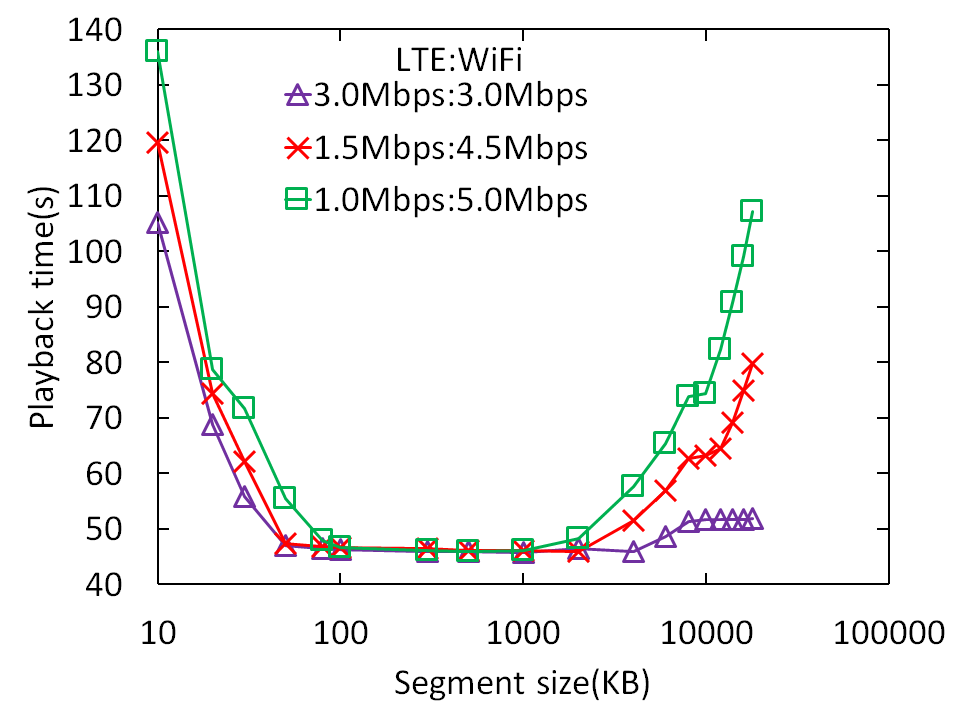 140
130
120
110
100
90
80
70
60
50
40
Playback time(s)
LTE:WiFi
3.0Mbps:3.0Mbps
1.5Mbps:4.5Mbps
1.0Mbps:5.0Mbps
10 100 1000 10000 100000
Segment size(KB)